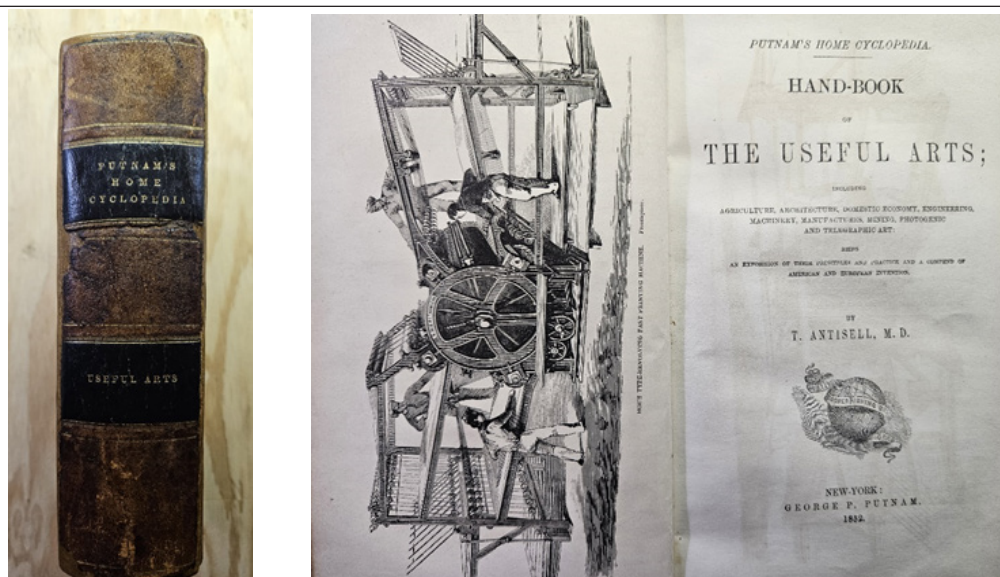 PUTNAM'S
HOME
CYCLOPEDIA
USEFUL ARTS
HOE'S TYPE-REVOLVING FAST PRINTING MACHINE. Frontispiece.
PUTNAM'S HOME CYCLOPEDIA.
HAND-BOOK
OF
THE USEFUL ARTS;
INCLUDING
AGRICULTURE, ARCHITECTURE, DOMESTIC ECONOMY, ENGINEERING,
MACHINERY, MANUFACTURES, MINING, PHOTOGENIC
AND TELEGRAPHIC ART:
BEING
AN EXPOSITION OF THEIR PRINCIPLES AND PRACTICE AND A COMPEND OF
AMERICAN AND EUROPEAN INVENTION.
BY
T. ANTISELL, M.D.
NEW-YORK:
GEORGE P. PUTNAM.
1852.